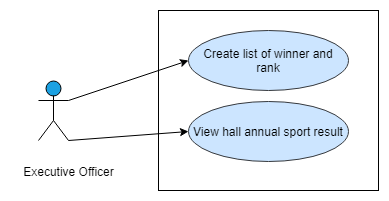 Create list of winner and
rank
View hall annual sport result
Executive Officer